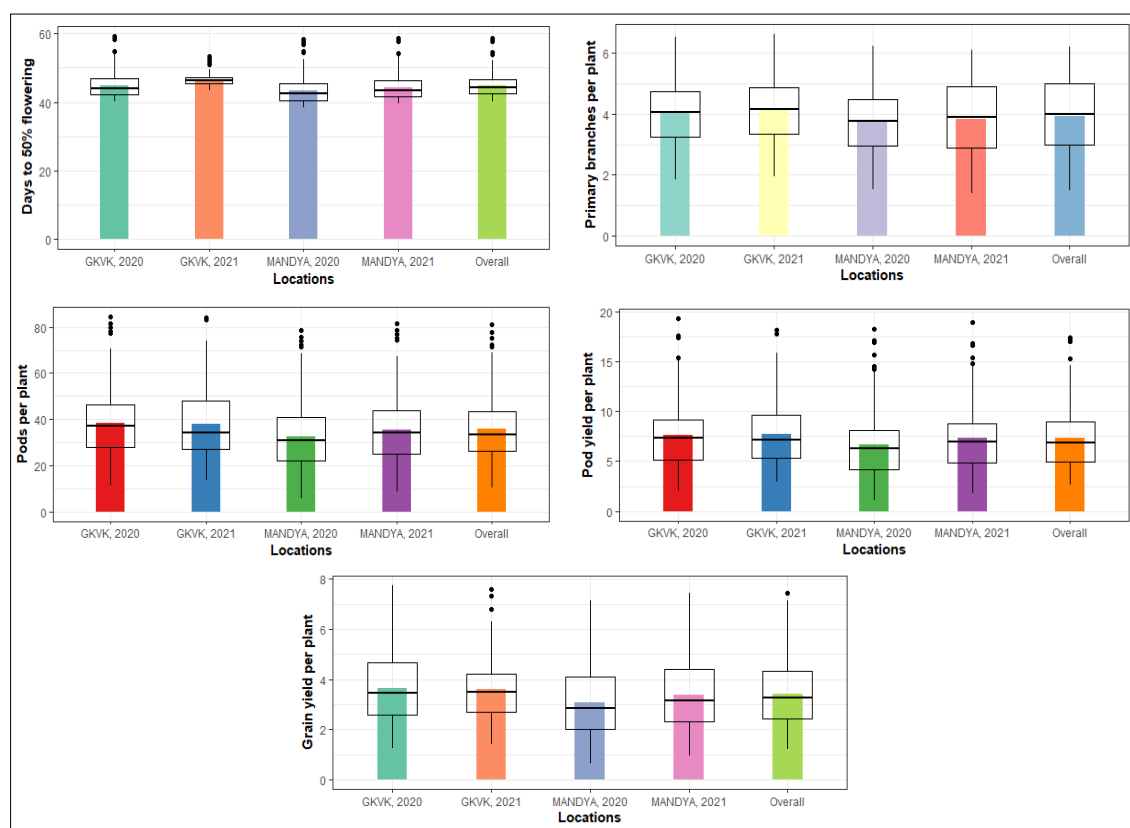 Days to 50% flowering
60
40
20
0
GKVK, 2020 GKVK, 2021 MANDYA, 2020 MANDYA, 2021 Overall
Locations
Primary branches per plant
6
4
2
0
GKVK, 2020 GKVK, 2021 MANDYA, 2020 MANDYA, 2021 Overall
Locations
Pods per plant
80
60
40
20
0
GKVK, 2020 GKVK, 2021 MANDYA, 2020 MANDYA, 2021 Overall
Locations
Pod yield per plant
20
15
10
5
0
GKVK, 2020 GKVK, 2021 MANDYA, 2020 MANDYA, 2021 Overall
Locations
Grain yield per plant
8
6
4
2
0
GKVK, 2020 GKVK, 2021 MANDYA, 2020 MANDYA, 2021 Overall
Locations